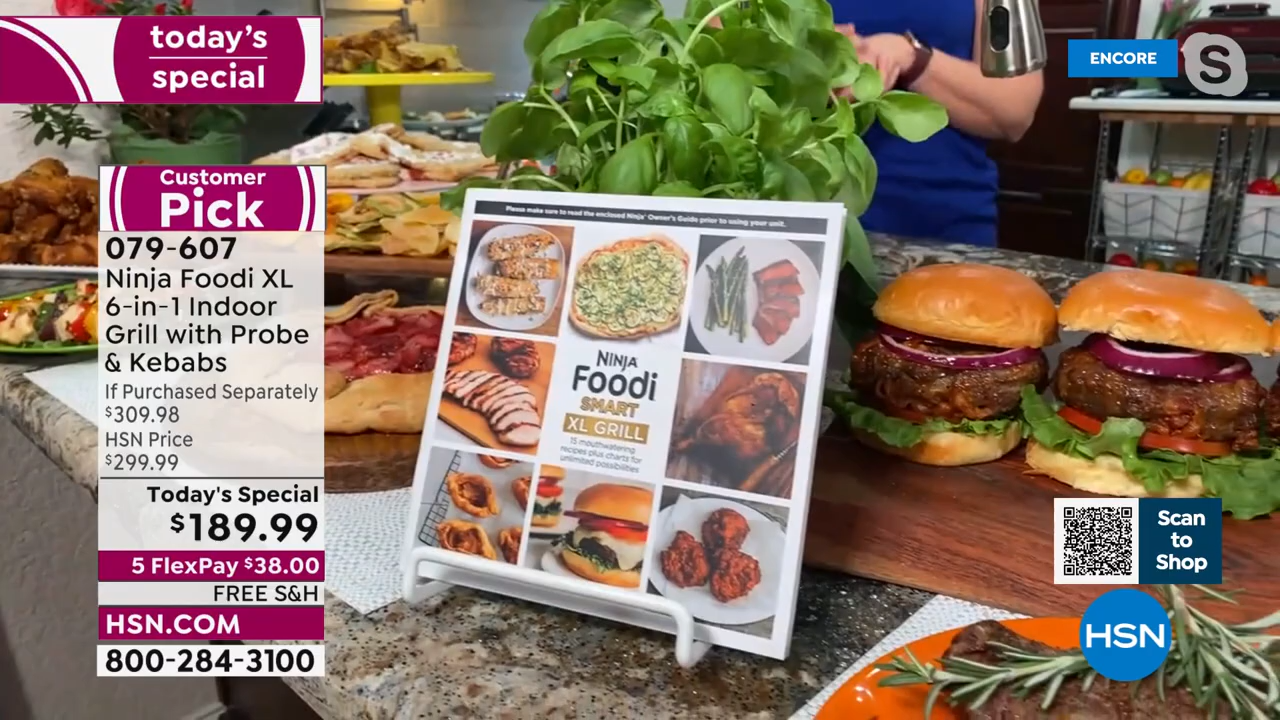 today's
special
ENCORE
S
Customer
Pick
079-607
Ninja Foodi XL
6-in-1 Indoor
Grill with Probe
& Kebabs
If Purchased Separately
$309.98
HSN Price
$299.99
Today's Special
$189.99
5 FlexPay $38.00
FREE S&H
HSN.COM
800-284-3100
Please make sure to read the enclosed Ninja® Owner's Guide prior to using your unit.
NINJA
Foodi
SMART
XL GRILL
15 mouthwatering
recipes plus charts for
unlimited possibilities
Scan
to
Shop
HSN